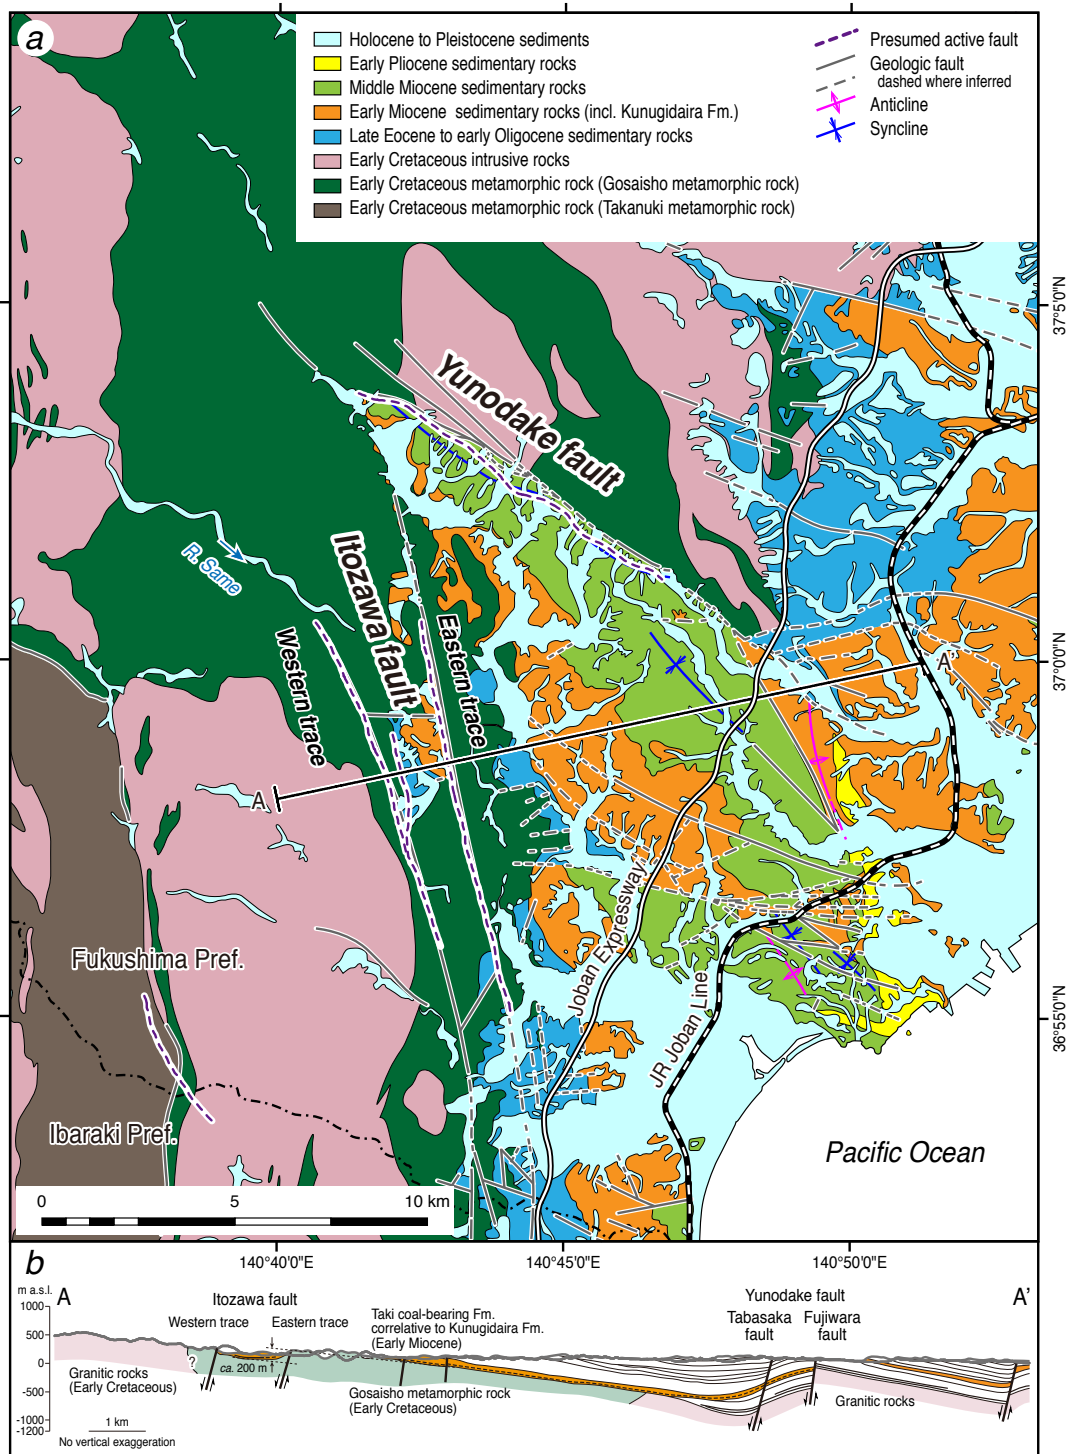 a
Holocene to Pleistocene sediments
Early Pliocene sedimentary rocks
Middle Miocene sedimentary rocks
Early Miocene sedimentary rocks (incl. Kunugidaira Fm.)
Late Eocene to early Oligocene sedimentary rocks
Early Cretaceous intrusive rocks
Early Cretaceous metamorphic rock (Gosaisho metamorphic rock)
Early Cretaceous metamorphic rock (Takanuki metamorphic rock)
Presumed active fault
Geologic fault
dashed where inferred
Anticline
Syncline
37°5'0"N
Yunodake fault
R. Same
Itozawa fault
Western trace
Eastern trace
37°0'0"N
A'
A
Joban Expressway
JR Joban Line
Fukushima Pref.
Ibaraki Pref.
36°55'0"N
Pacific Ocean
0 5 10 km
140°40'0"E 140°45'0"E 140°50'0"E
b
m a.s.l.
A
A'
1000
500
0
-500
-1000
-1200
Itozawa fault
Western trace
Eastern trace
Taki coal-bearing Fm.
correlative to Kunugidaira Fm.
(Early Miocene)
Yunodake fault
Tabasaka
fault
Fujiwara
fault
?
ca. 200 m
Granitic rocks
(Early Cretaceous)
Gosaisho metamorphic rock
(Early Cretaceous)
Granitic rocks
1 km
No vertical exaggeration